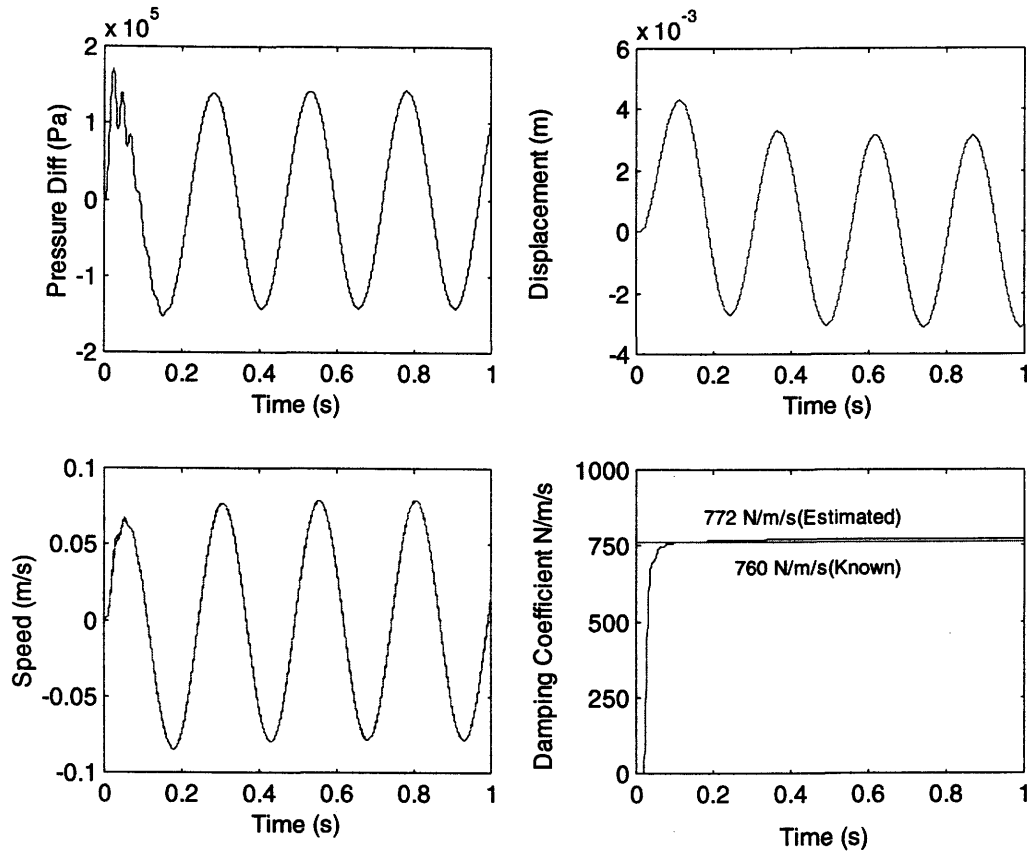 x 10⁵
2
1
0
-1
-2
Pressure Diff (Pa)
0 0.2 0.4 0.6 0.8 1
Time (s)
x 10⁻³
6
4
2
0
-2
-4
Displacement (m)
0 0.2 0.4 0.6 0.8 1
Time (s)
0.1
0.05
0
-0.05
-0.1
Speed (m/s)
0 0.2 0.4 0.6 0.8 1
Time (s)
1000
750
500
250
0
Damping Coefficient N/m/s
772 N/m/s(Estimated)
760 N/m/s(Known)
0 0.2 0.4 0.6 0.8 1
Time (s)